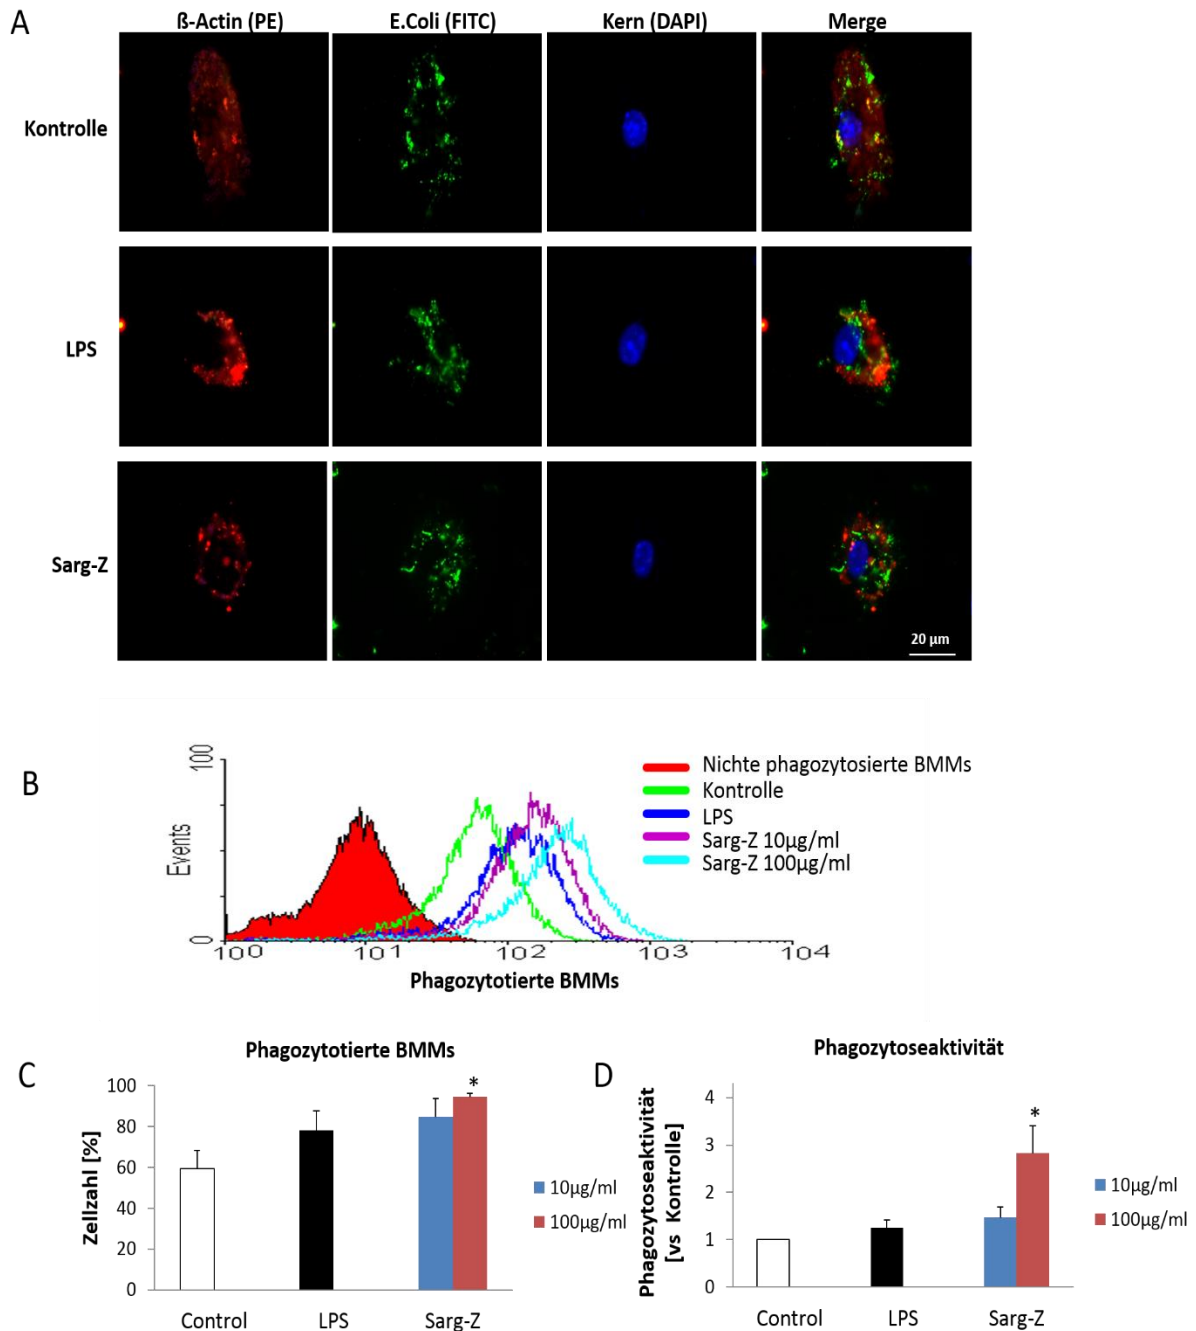 A
ß-Actin (PE) E.Coli (FITC) Kern (DAPI) Merge
Kontrolle
LPS
Sarg-Z
20 µm
B
100
Events
0
Nichte phagozytosierte BMMs
Kontrolle
LPS
Sarg-Z 10µg/ml
Sarg-Z 100µg/ml
10⁰ 10¹ 10² 10³ 10⁴
Phagozytotierte BMMs
C
Phagozytotierte BMMs
Zellzahl [%]
100
80
60
40
20
0
*
10µg/ml
100µg/ml
Control LPS Sarg-Z
D
Phagozytoseaktivität
Phagozytoseaktivität
[vs Kontrolle]
4
3
2
1
0
*
10µg/ml
100µg/ml
Control LPS Sarg-Z